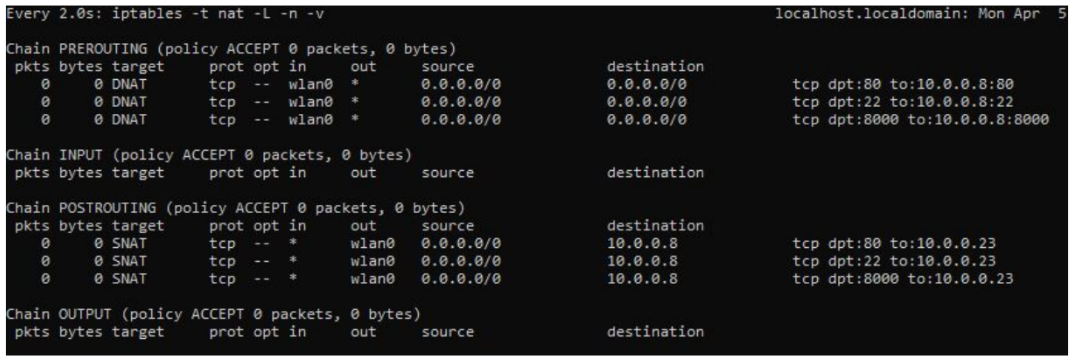 Every 2.0s: iptables -t nat -L -n -v localhost.localdomain: Mon Apr 5
Chain PREROUTING (policy ACCEPT 0 packets, 0 bytes)
pkts bytes target prot opt in out source destination
0 0 DNAT tcp -- wlan0 * 0.0.0.0/0 0.0.0.0/0 tcp dpt:80 to:10.0.0.8:80
0 0 DNAT tcp -- wlan0 * 0.0.0.0/0 0.0.0.0/0 tcp dpt:22 to:10.0.0.8:22
0 0 DNAT tcp -- wlan0 * 0.0.0.0/0 0.0.0.0/0 tcp dpt:8000 to:10.0.0.8:8000
Chain INPUT (policy ACCEPT 0 packets, 0 bytes)
pkts bytes target prot opt in out source destination
Chain POSTROUTING (policy ACCEPT 0 packets, 0 bytes)
pkts bytes target prot opt in out source destination
0 0 SNAT tcp -- * wlan0 0.0.0.0/0 10.0.0.8 tcp dpt:80 to:10.0.0.23
0 0 SNAT tcp -- * wlan0 0.0.0.0/0 10.0.0.8 tcp dpt:22 to:10.0.0.23
0 0 SNAT tcp -- * wlan0 0.0.0.0/0 10.0.0.8 tcp dpt:8000 to:10.0.0.23
Chain OUTPUT (policy ACCEPT 0 packets, 0 bytes)
pkts bytes target prot opt in out source destination